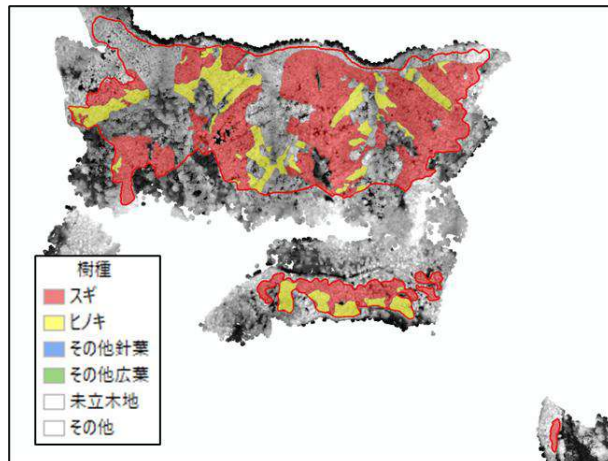 樹種
スギ
ヒノキ
その他針葉
その他広葉
未立木地
その他